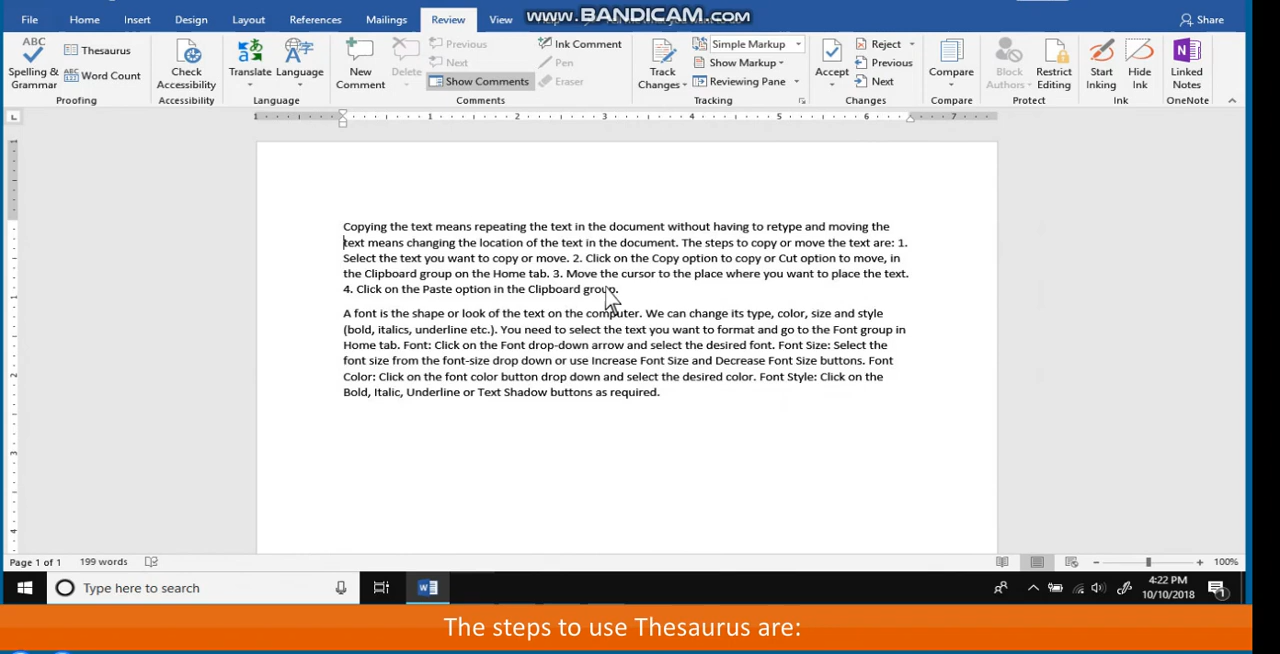 www.BANDICAM.com
File Home Insert Design Layout References Mailings Review View Share
ABC Spelling & Grammar
Thesaurus
ABC 123 Word Count
Proofing
Check Accessibility
Accessibility
Translate Language
Language
New Comment Delete
Previous
Next
Show Comments
Ink Comment
Pen
Eraser
Comments
Track Changes
Simple Markup
Show Markup
Reviewing Pane
Tracking
Accept
Reject
Previous
Next
Changes
Compare
Compare
Block Authors Restrict Editing
Protect
Start Inking Hide Ink
Ink
Linked Notes
OneNote
1 1 2 3 4 5 6 7
Copying the text means repeating the text in the document without having to retype and moving the
text means changing the location of the text in the document. The steps to copy or move the text are: 1.
Select the text you want to copy or move. 2. Click on the Copy option to copy or Cut option to move, in
the Clipboard group on the Home tab. 3. Move the cursor to the place where you want to place the text.
4. Click on the Paste option in the Clipboard group.
A font is the shape or look of the text on the computer. We can change its type, color, size and style
(bold, italics, underline etc.). You need to select the text you want to format and go to the Font group in
Home tab. Font: Click on the Font drop-down arrow and select the desired font. Font Size: Select the
font size from the font-size drop down or use Increase Font Size and Decrease Font Size buttons. Font
Color: Click on the font color button drop down and select the desired color. Font Style: Click on the
Bold, Italic, Underline or Text Shadow buttons as required.
Page 1 of 1 199 words 100%
Type here to search
4:22 PM
10/10/2018
The steps to use Thesaurus are: